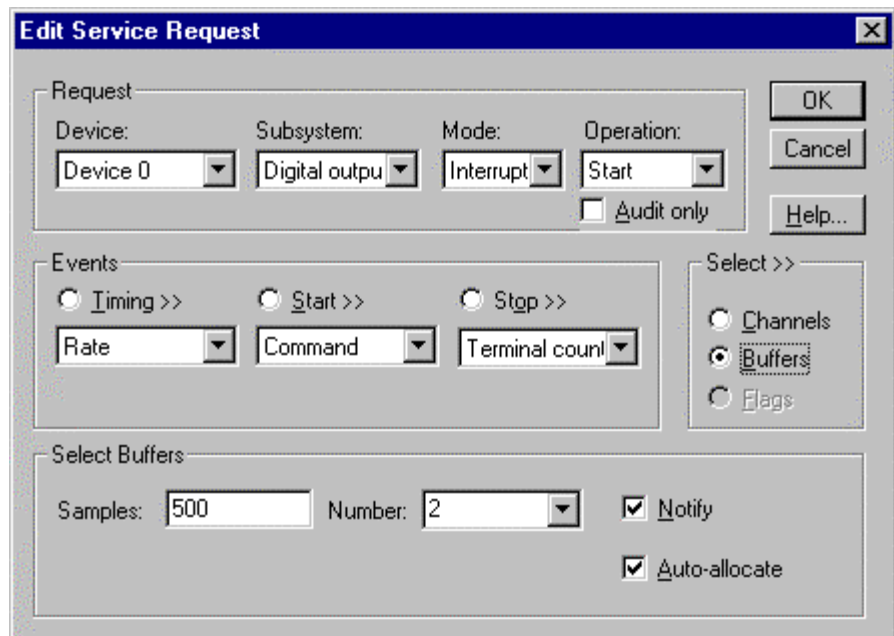 Edit Service Request
Request
Device: Subsystem: Mode: Operation:
Device 0 Digital outpu Interrupt Start
Audit only
OK
Cancel
Help...
Events
Timing >> Start >> Stop >>
Rate Command Terminal count
Select >>
Channels
Buffers
Flags
Select Buffers
Samples: 500 Number: 2 Notify
Auto-allocate